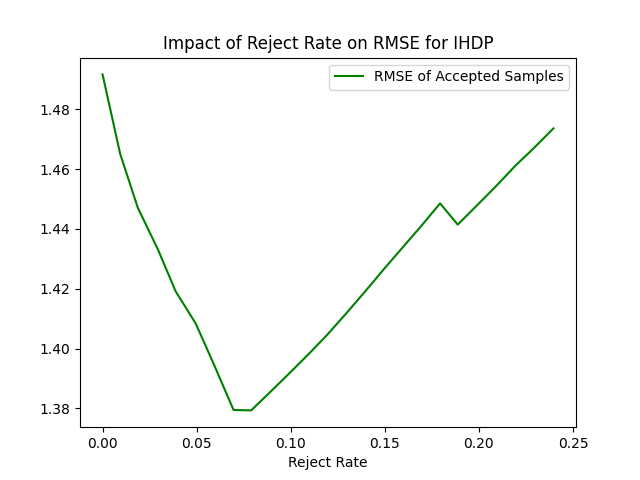 Impact of Reject Rate on RMSE for IHDP
RMSE of Accepted Samples
1.48
1.46
1.44
1.42
1.40
1.38
0.00 0.05 0.10 0.15 0.20 0.25
Reject Rate